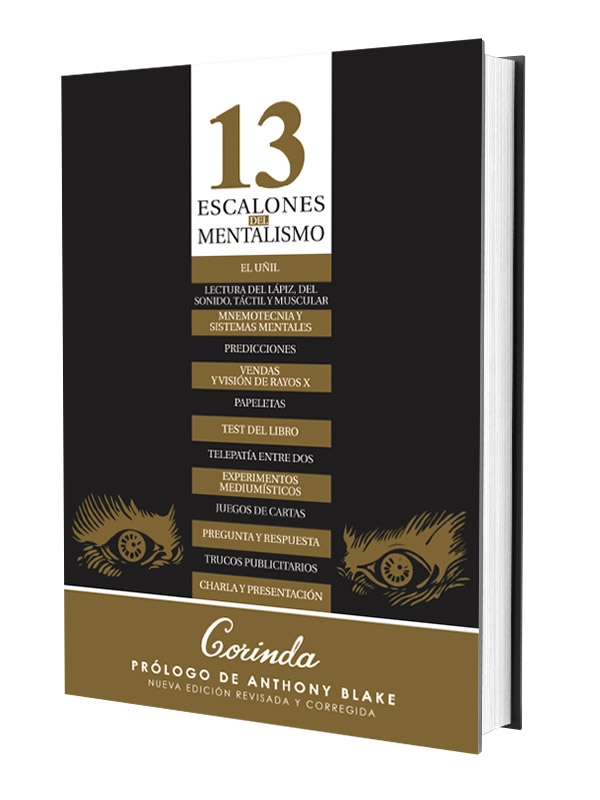 13
ESCALONES
DEL
MENTALISMO
EL UÑIL
LECTURA DEL LÁPIZ, DEL
SONIDO, TÁCTIL Y MUSCULAR
MNEMOTECNIA Y
SISTEMAS MENTALES
PREDICCIONES
VENDAS
Y VISIÓN DE RAYOS X
PAPELETAS
TEST DEL LIBRO
TELEPATÍA ENTRE DOS
EXPERIMENTOS
MEDIUMÍSTICOS
JUEGOS DE CARTAS
PREGUNTA Y RESPUESTA
TRUCOS PUBLICITARIOS
CHARLA Y PRESENTACIÓN
Corinda
PRÓLOGO DE ANTHONY BLAKE
NUEVA EDICIÓN REVISADA Y CORREGIDA